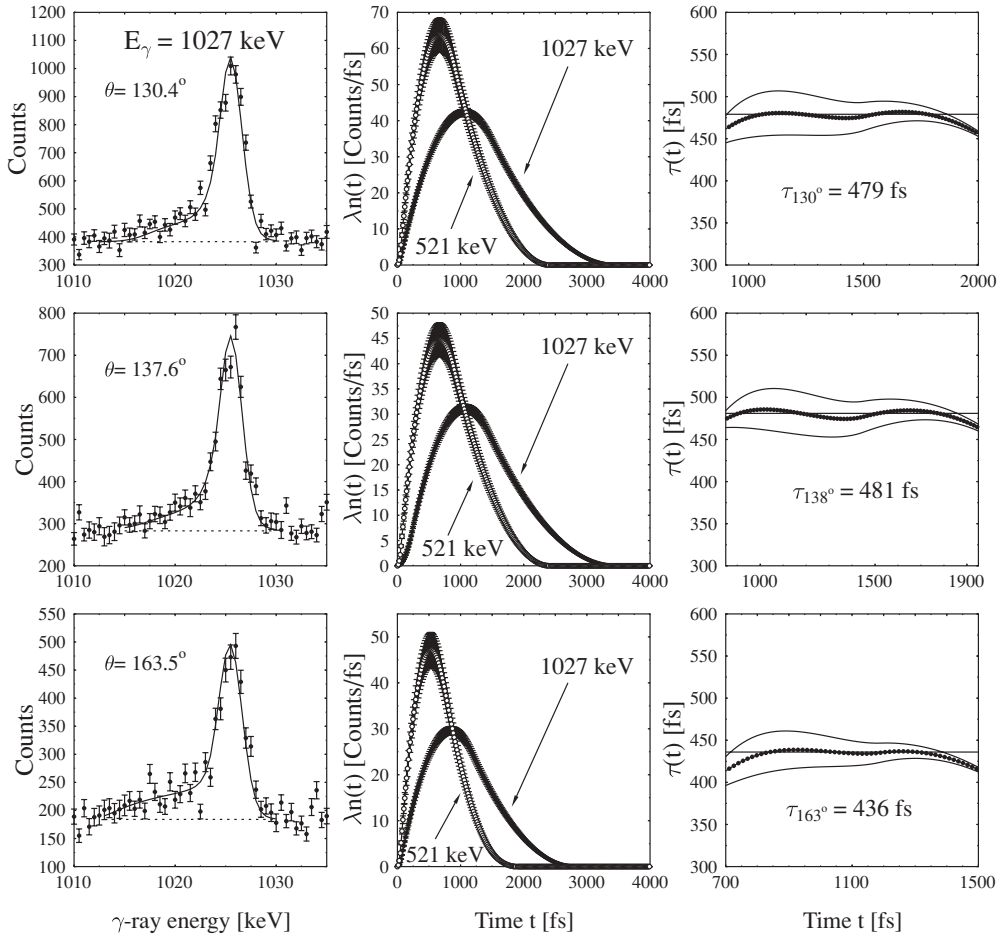 Counts
1200
1100
1000
900
800
700
600
500
400
300
E_γ = 1027 keV
θ= 130.4°
1010 1020 1030
λn(t) [Counts/fs]
70
60
50
40
30
20
10
0
1027 keV
521 keV
0 1000 2000 3000 4000
τ(t) [fs]
600
550
500
450
400
350
300
τ130° = 479 fs
1000 1500 2000
Counts
800
700
600
500
400
300
200
θ= 137.6°
1010 1020 1030
λn(t) [Counts/fs]
50
45
40
35
30
25
20
15
10
5
0
1027 keV
521 keV
0 1000 2000 3000 4000
τ(t) [fs]
600
550
500
450
400
350
300
τ138° = 481 fs
1000 1500 1900
Counts
550
500
450
400
350
300
250
200
150
100
θ= 163.5°
1010 1020 1030
γ-ray energy [keV]
λn(t) [Counts/fs]
50
40
30
20
10
0
1027 keV
521 keV
0 1000 2000 3000 4000
Time t [fs]
τ(t) [fs]
600
550
500
450
400
350
300
τ163° = 436 fs
700 1100 1500
Time t [fs]